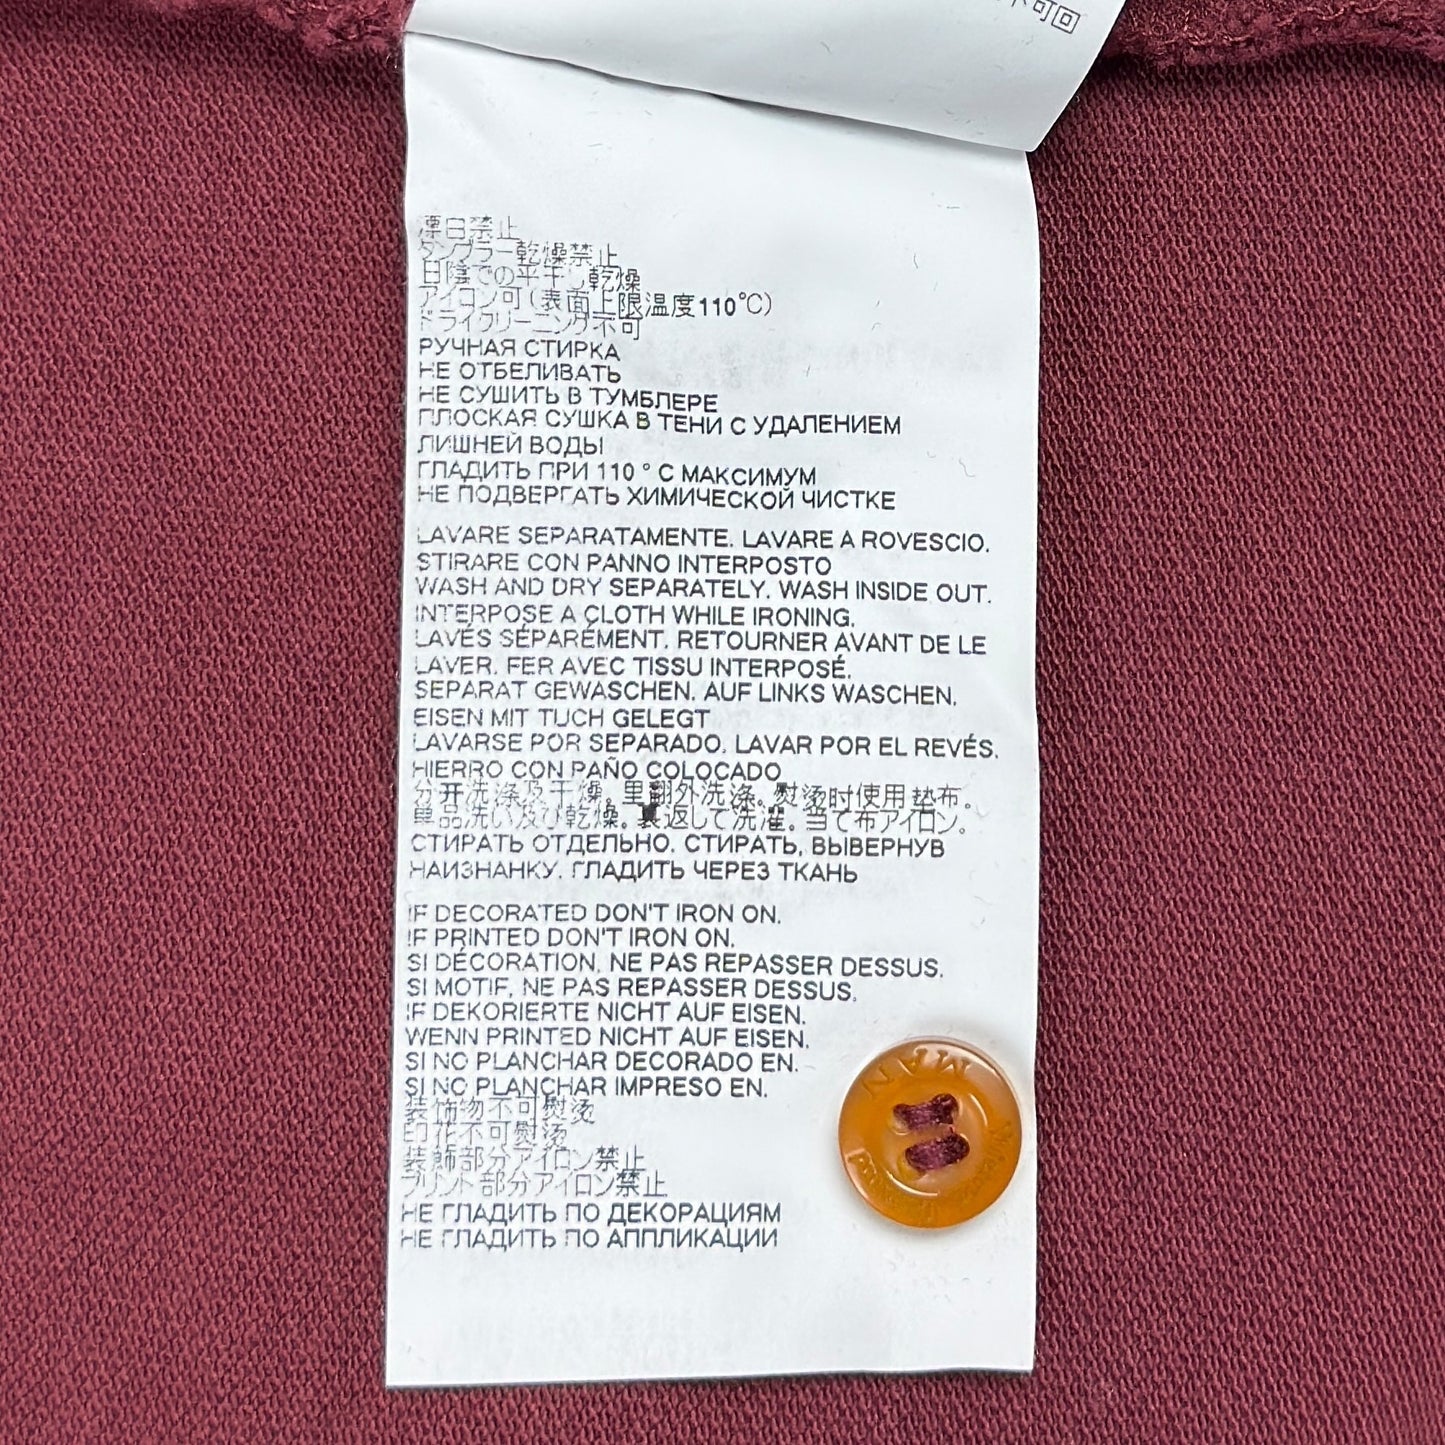 不可回
漂白禁止
タンブラー乾燥禁止
日陰での平干し乾燥
アイロン可(表面上限温度110℃)
ドライクリーニング不可
РУЧНАЯ СТИРКА
НЕ ОТБЕЛИВАТЬ
НЕ СУШИТЬ В ТУМБЛЕРЕ
ПЛОСКАЯ СУШКА В ТЕНИ С УДАЛЕНИЕМ
ЛИШНЕЙ ВОДЫ
ГЛАДИТЬ ПРИ 110 ° С МАКСИМУМ
НЕ ПОДВЕРГАТЬ ХИМИЧЕСКОЙ ЧИСТКЕ
LAVARE SEPARATAMENTE. LAVARE A ROVESCIO.
STIRARE CON PANNO INTERPOSTO
WASH AND DRY SEPARATELY. WASH INSIDE OUT.
INTERPOSE A CLOTH WHILE IRONING.
LAVÉS SÉPARÉMENT. RETOURNER AVANT DE LE
LAVER. FER AVEC TISSU INTERPOSÉ.
SEPARAT GEWASCHEN. AUF LINKS WASCHEN.
EISEN MIT TUCH GELEGT
LAVARSE POR SEPARADO. LAVAR POR EL REVÉS.
HIERRO CON PAÑO COLOCADO
分开洗涤及干燥。里翻外洗涤。熨烫时使用垫布。
単品洗い及び乾燥。裏返して洗濯。当て布アイロン。
СТИРАТЬ ОТДЕЛЬНО. СТИРАТЬ, ВЫВЕРНУВ
НАИЗНАНКУ. ГЛАДИТЬ ЧЕРЕЗ ТКАНЬ
IF DECORATED DON'T IRON ON.
IF PRINTED DON'T IRON ON.
SI DÉCORATION, NE PAS REPASSER DESSUS.
SI MOTIF, NE PAS REPASSER DESSUS.
IF DEKORIERTE NICHT AUF EISEN.
WENN PRINTED NICHT AUF EISEN.
SI NO PLANCHAR DECORADO EN.
SI NO PLANCHAR IMPRESO EN.
装饰物不可熨烫
印花不可熨烫
装飾部分アイロン禁止
プリント部分アイロン禁止
НЕ ГЛАДИТЬ ПО ДЕКОРАЦИЯМ
НЕ ГЛАДИТЬ ПО АППЛИКАЦИИ
MAN